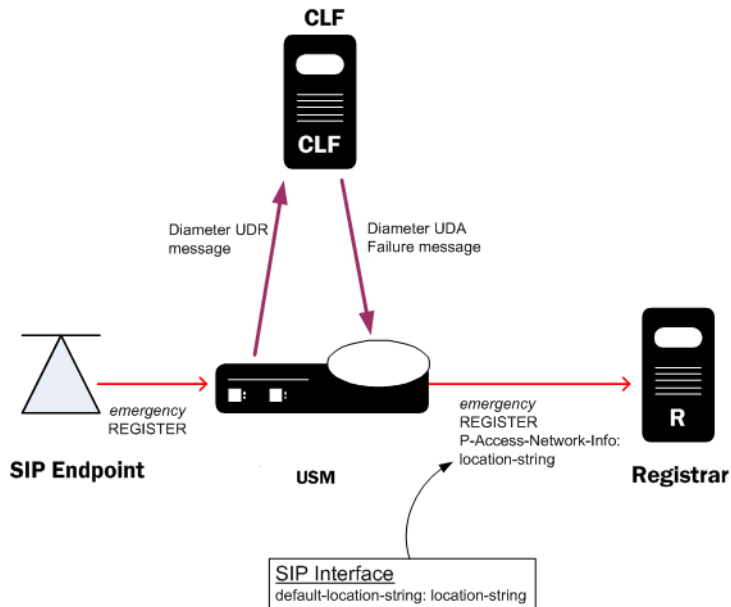 CLF
CLF
Diameter UDR
message
Diameter UDA
Failure message
emergency
REGISTER
SIP Endpoint
USM
emergency
REGISTER
P-Access-Network-Info:
location-string
R
Registrar
SIP Interface
default-location-string: location-string